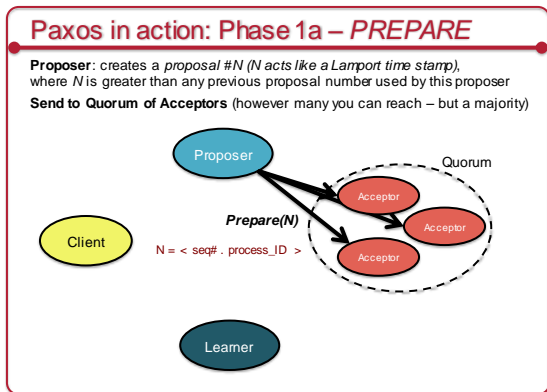 Paxos in action: Phase 1a – PREPARE
Proposer: creates a proposal #N (N acts like a Lamport time stamp),
where N is greater than any previous proposal number used by this proposer
Send to Quorum of Acceptors (however many you can reach – but a majority)
Proposer
Quorum
Acceptor
Prepare(N)
Acceptor
Client
N = < seq# . process_ID >
Acceptor
Learner